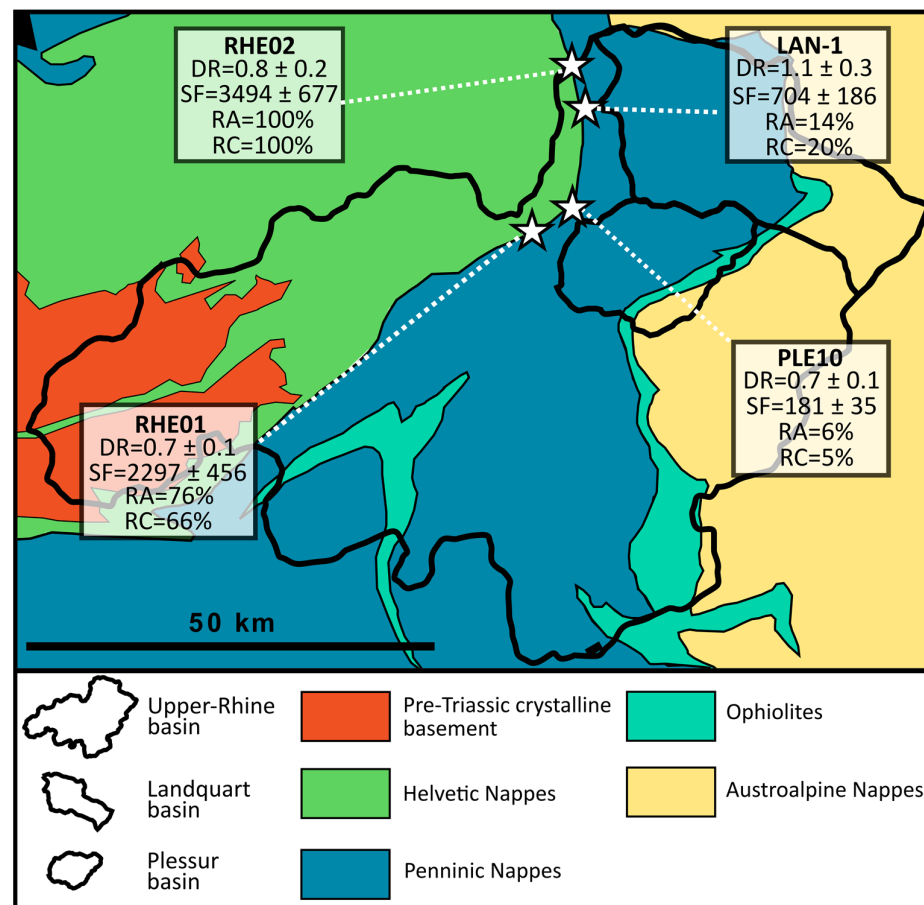 RHE02
DR=0.8 ± 0.2
SF=3494 ± 677
RA=100%
RC=100%
LAN-1
DR=1.1 ± 0.3
SF=704 ± 186
RA=14%
RC=20%
PLE10
DR=0.7 ± 0.1
SF=181 ± 35
RA=6%
RC=5%
RHE01
DR=0.7 ± 0.1
SF=2297 ± 456
RA=76%
RC=66%
50 km
Upper-Rhine
basin
Pre-Triassic crystalline
basement
Ophiolites
Landquart
basin
Helvetic Nappes
Austroalpine Nappes
Plessur
basin
Penninic Nappes